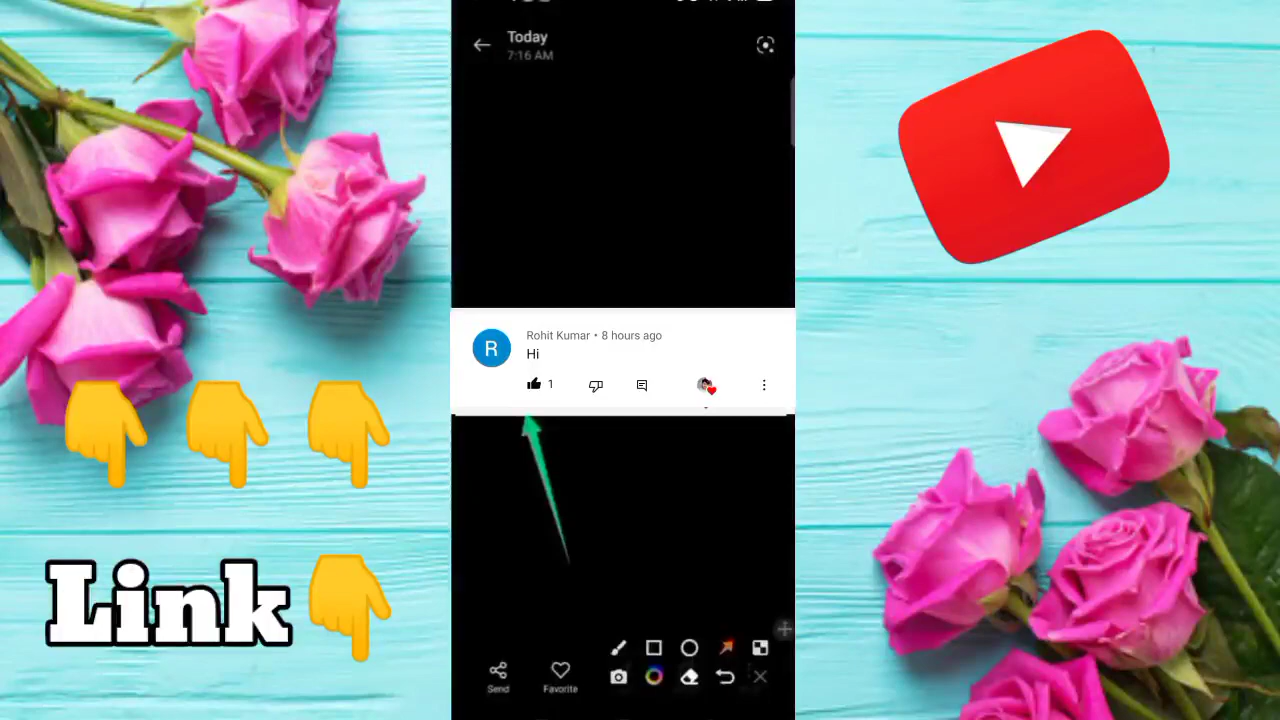 Today
7:16 AM
Rohit Kumar • 8 hours ago
R
Hi
1
Link
Send
Favorite